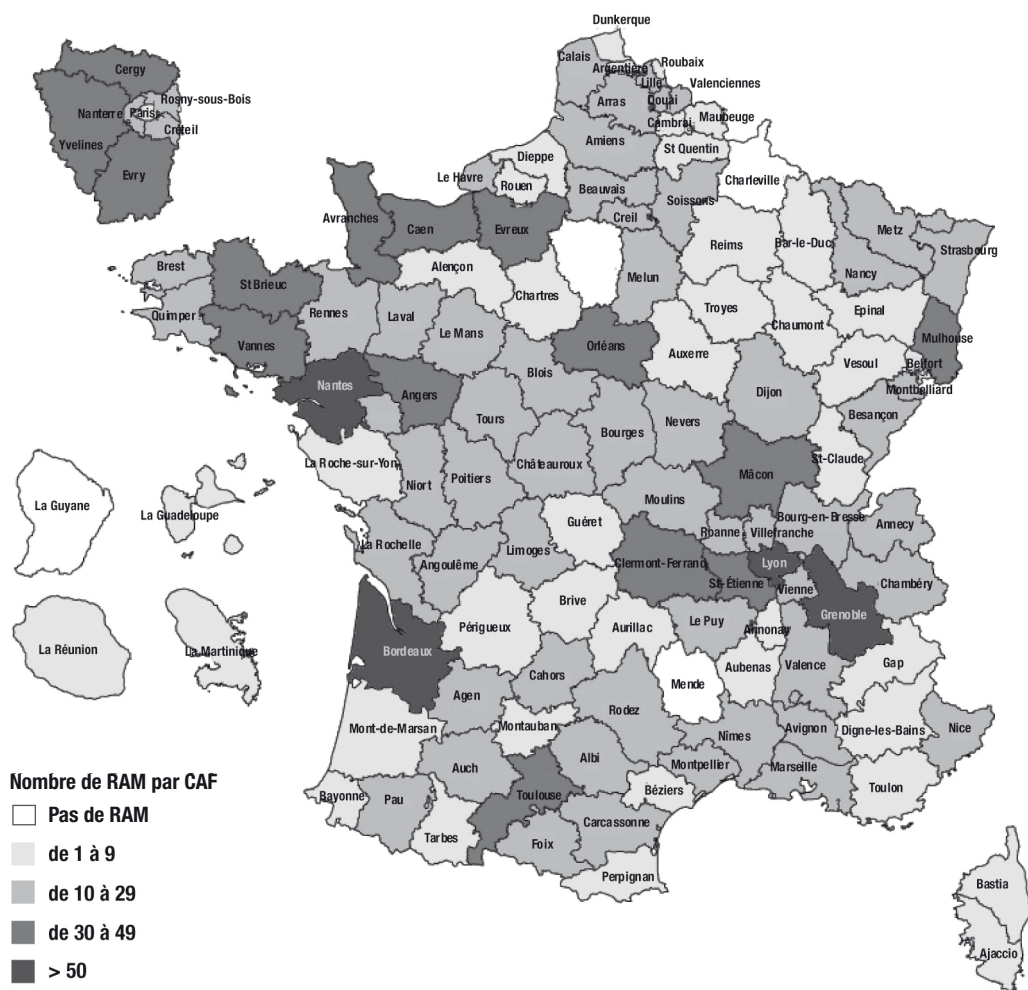 Dunkerque
Calais
Roubaix
Argentière
Lille
Valenciennes
Arras
Douai
Cambrai
Maubeuge
Amiens
St Quentin
Cergy
Rosny-sous-Bois
Nanterre
Paris
Créteil
Yvelines
Evry
Dieppe
Le Havre
Rouen
Beauvais
Charleville
Soissons
Creil
Avranches
Caen
Evreux
Reims
Bar-le-Duc
Metz
Strasbourg
Nancy
Brest
Alençon
Melun
St Brieuc
Chartres
Quimper
Rennes
Laval
Troyes
Epinal
Chaumont
Le Mans
Vannes
Orléans
Mulhouse
Auxerre
Vesoul
Belfort
Nantes
Angers
Blois
Dijon
Montbelliard
Besançon
Tours
Bourges
Nevers
La Roche-sur-Yon
Poitiers
Châteauroux
St-Claude
Niort
Mâcon
Moulins
La Guyane
La Guadeloupe
Guéret
Bourg-en-Bresse
Annecy
Roanne
Villefranche
La Rochelle
Limoges
Angoulême
Clermont-Ferrand
Lyon
St-Étienne
Chambéry
Vienne
Brive
Grenoble
Périgueux
Aurillac
Le Puy
Annonay
La Réunion
La Martinique
Bordeaux
Gap
Aubenas
Valence
Cahors
Mende
Agen
Rodez
Mont-de-Marsan
Montauban
Nîmes
Avignon
Digne-les-Bains
Nice
Albi
Auch
Montpellier
Marseille
Nombre de RAM par CAF
Pas de RAM
de 1 à 9
de 10 à 29
de 30 à 49
> 50
Bayonne
Pau
Toulouse
Béziers
Toulon
Tarbes
Carcassonne
Foix
Perpignan
Bastia
Ajaccio